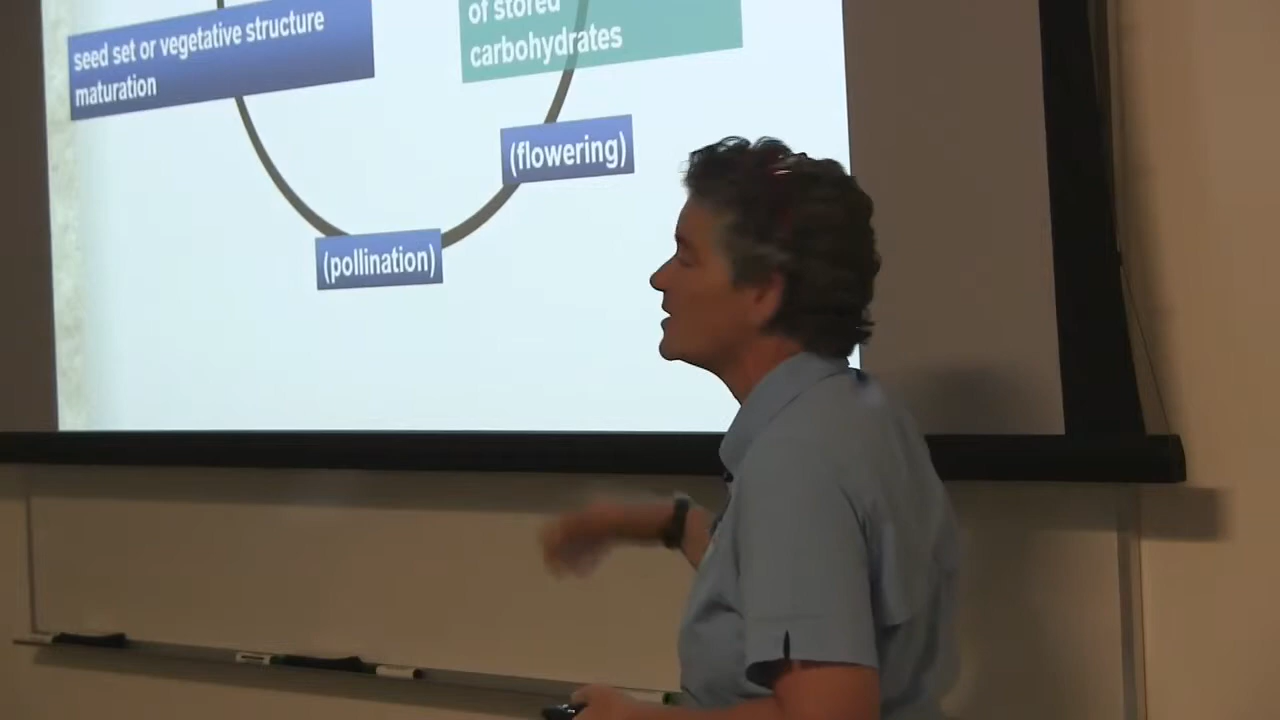 seed set or vegetative structure
maturation
of stored
carbohydrates
(flowering)
(pollination)